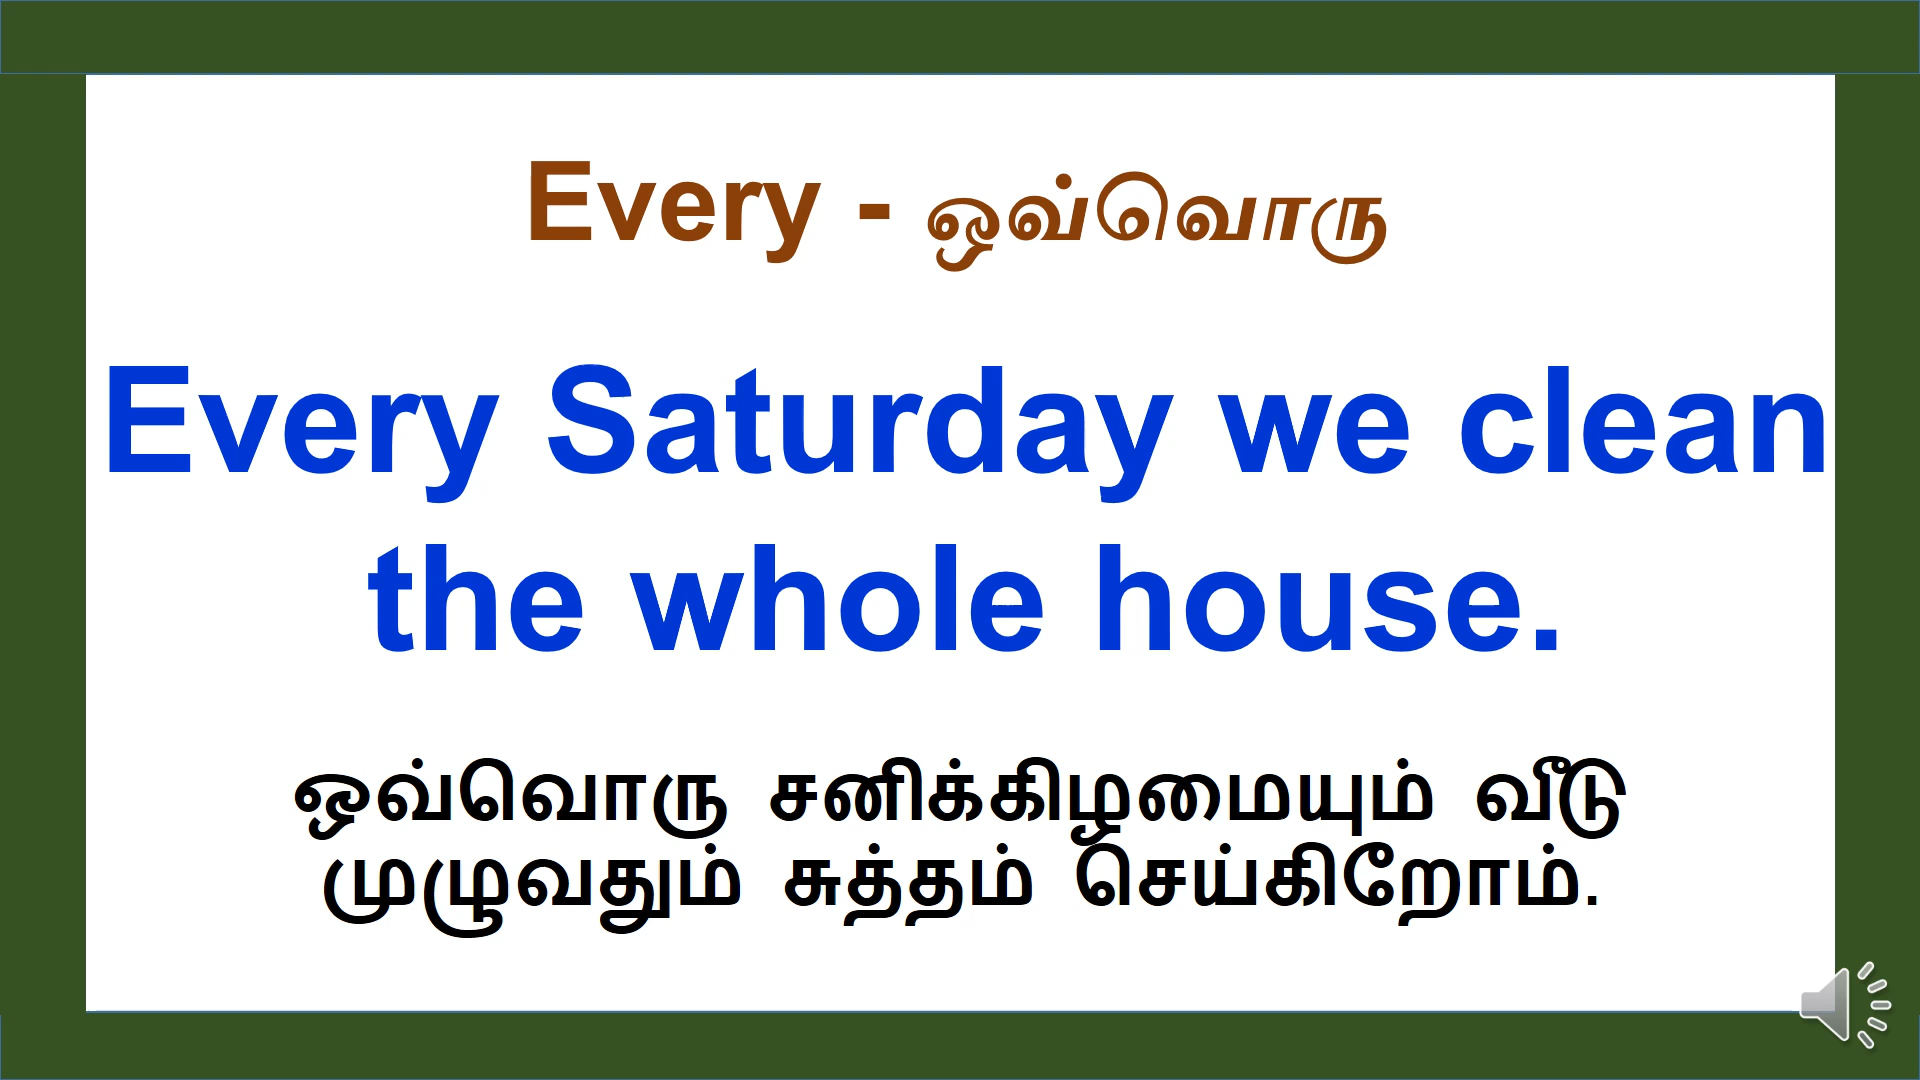 Every - ஒவ்வொரு
Every Saturday we clean
the whole house.
ஒவ்வொரு சனிக்கிழமையும் வீடு
முழுவதும் சுத்தம் செய்கிறோம்.